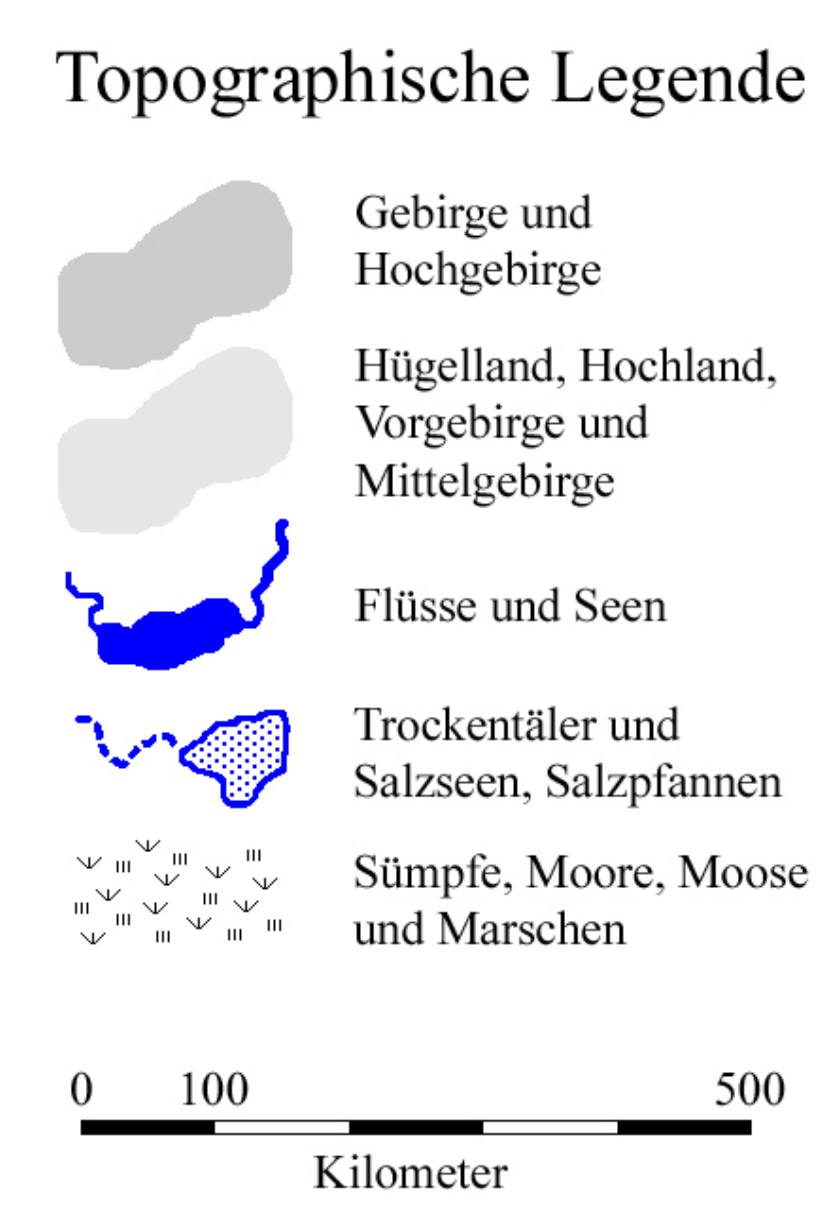 Topographische Legende
Gebirge und
Hochgebirge
Hügelland, Hochland,
Vorgebirge und
Mittelgebirge
Flüsse und Seen
Trockentäler und
Salzseen, Salzpfannen
Sümpfe, Moore, Moose
und Marschen
0 100 500
Kilometer